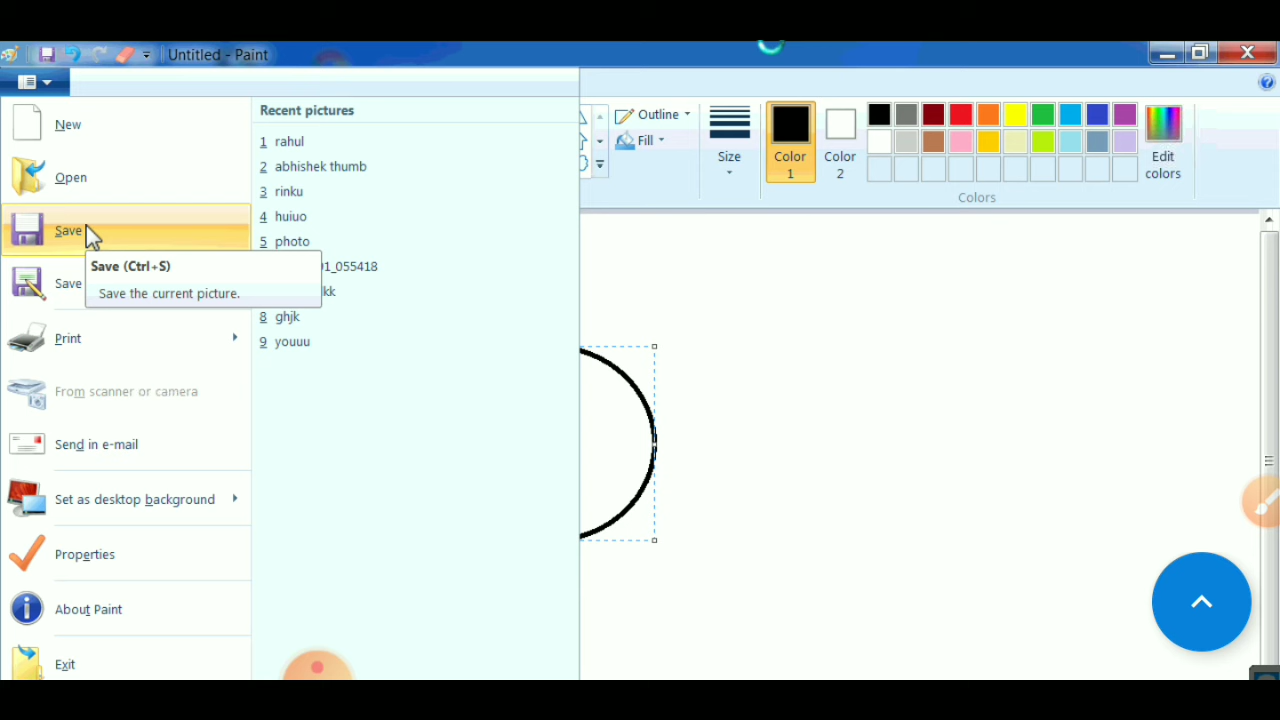 Untitled - Paint
New
Open
Save
Save (Ctrl+S)
Save the current picture.
Save
Print
From scanner or camera
Send in e-mail
Set as desktop background
Properties
About Paint
Exit
Recent pictures
1 rahul
2 abhishek thumb
3 rinku
4 huiuo
5 photo
1_055418
kk
8 ghjk
9 youuu
Outline
Fill
Size
Color 1
Color 2
Edit colors
Colors